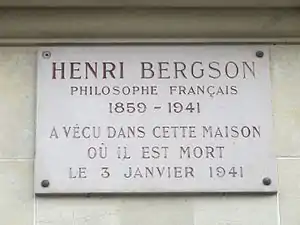 HENRI BERGSON
PHILOSOPHE FRANÇAIS
1859 - 1941
A VÉCU DANS CETTE MAISON
OÙ IL EST MORT
LE 3 JANVIER 1941